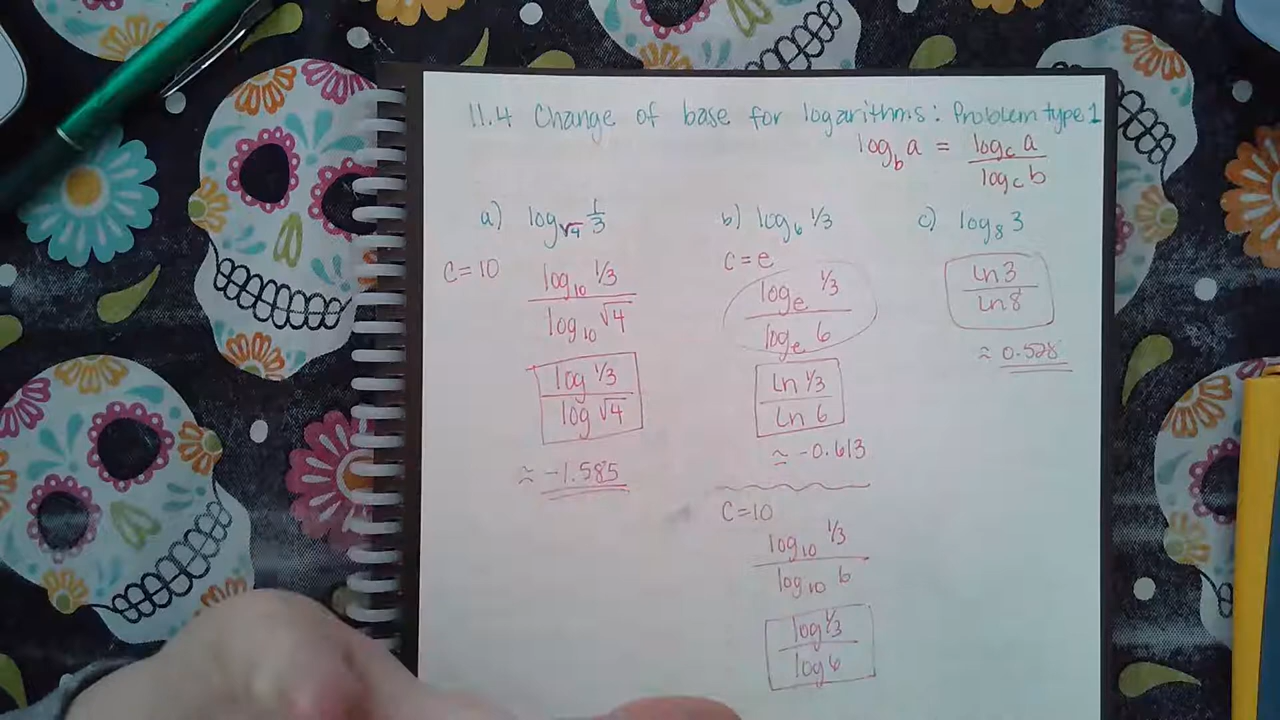 11.4 Change of base for logarithms: Problem type 1
log_b a = log_c a / log_c b
a) log_√4 1/3
c=10
log_10 1/3 / log_10 √4
log 1/3 / log √4
≈ -1.585
b) log_6 1/3
c=e
log_e 1/3 / log_e 6
ln 1/3 / ln 6
≈ -0.613
c=10
log_10 1/3 / log_10 6
log 1/3 / log 6
c) log_8 3
ln 3 / ln 8
≈ 0.528